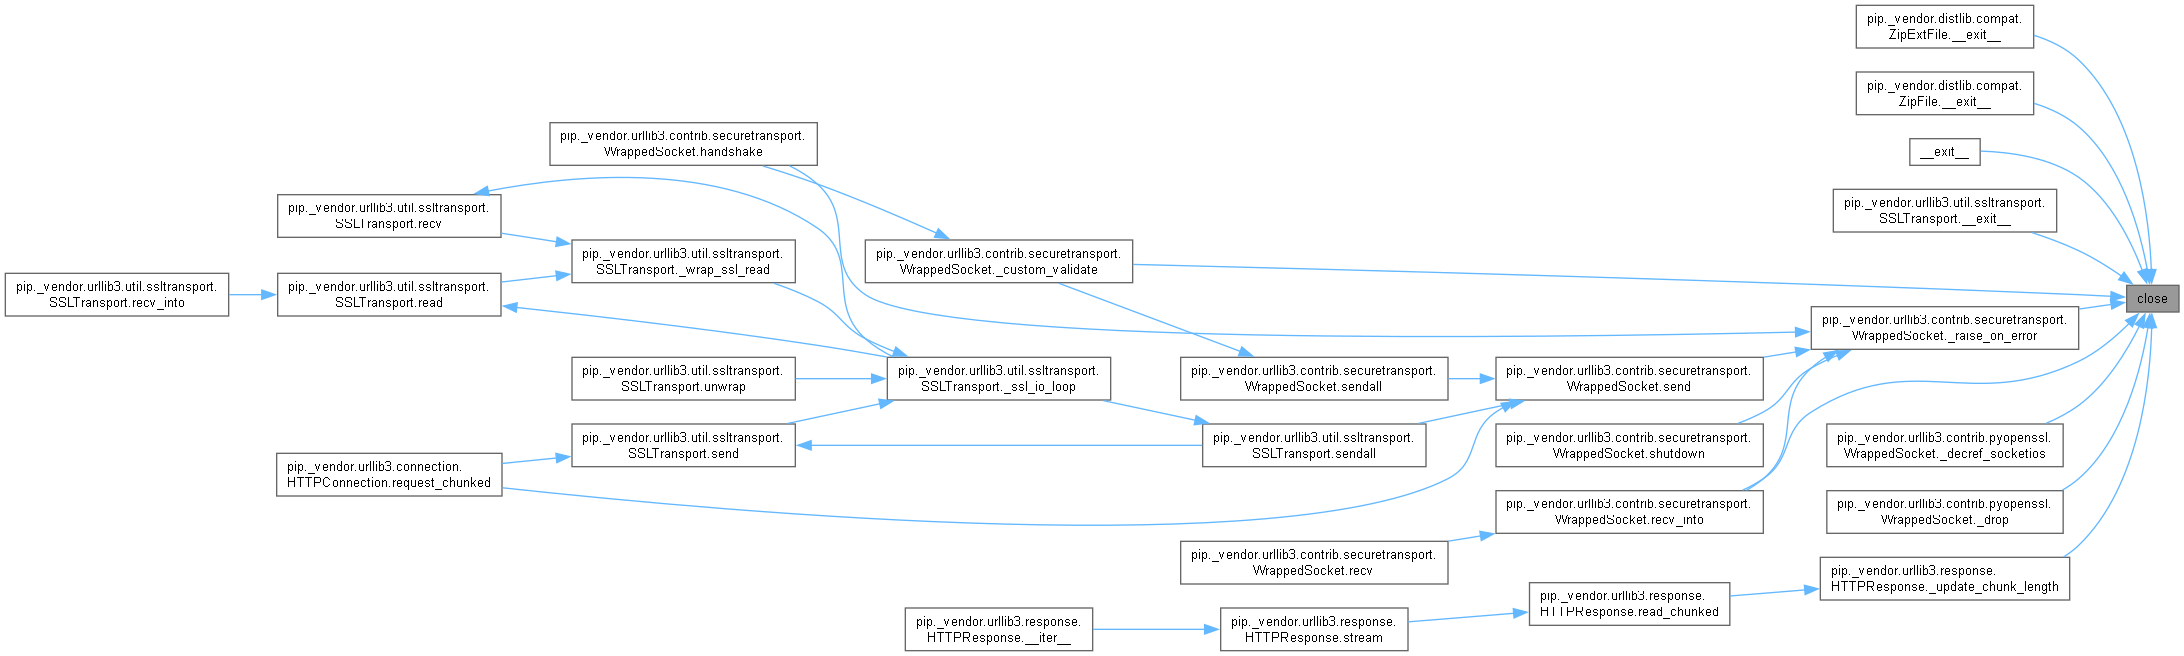 pip._vendor.distlib.compat.
ZipExtFile.__exit__
pip._vendor.distlib.compat.
ZipFile.__exit__
__exit__
pip._vendor.urllib3.util.ssltransport.
SSLTransport.__exit__
close
pip._vendor.urllib3.contrib.securetransport.
WrappedSocket.handshake
pip._vendor.urllib3.util.ssltransport.
SSLTransport.recv
pip._vendor.urllib3.util.ssltransport.
SSLTransport._wrap_ssl_read
pip._vendor.urllib3.contrib.securetransport.
WrappedSocket._custom_validate
pip._vendor.urllib3.util.ssltransport.
SSLTransport.recv_into
pip._vendor.urllib3.util.ssltransport.
SSLTransport.read
pip._vendor.urllib3.contrib.securetransport.
WrappedSocket._raise_on_error
pip._vendor.urllib3.util.ssltransport.
SSLTransport.unwrap
pip._vendor.urllib3.util.ssltransport.
SSLTransport._ssl_io_loop
pip._vendor.urllib3.contrib.securetransport.
WrappedSocket.sendall
pip._vendor.urllib3.contrib.securetransport.
WrappedSocket.send
pip._vendor.urllib3.util.ssltransport.
SSLTransport.send
pip._vendor.urllib3.util.ssltransport.
SSLTransport.sendall
pip._vendor.urllib3.contrib.securetransport.
WrappedSocket.shutdown
pip._vendor.urllib3.contrib.pyopenssl.
WrappedSocket._decref_socketios
pip._vendor.urllib3.connection.
HTTPConnection.request_chunked
pip._vendor.urllib3.contrib.securetransport.
WrappedSocket.recv_into
pip._vendor.urllib3.contrib.pyopenssl.
WrappedSocket._drop
pip._vendor.urllib3.contrib.securetransport.
WrappedSocket.recv
pip._vendor.urllib3.response.
HTTPResponse._update_chunk_length
pip._vendor.urllib3.response.
HTTPResponse.read_chunked
pip._vendor.urllib3.response.
HTTPResponse.__iter__
pip._vendor.urllib3.response.
HTTPResponse.stream